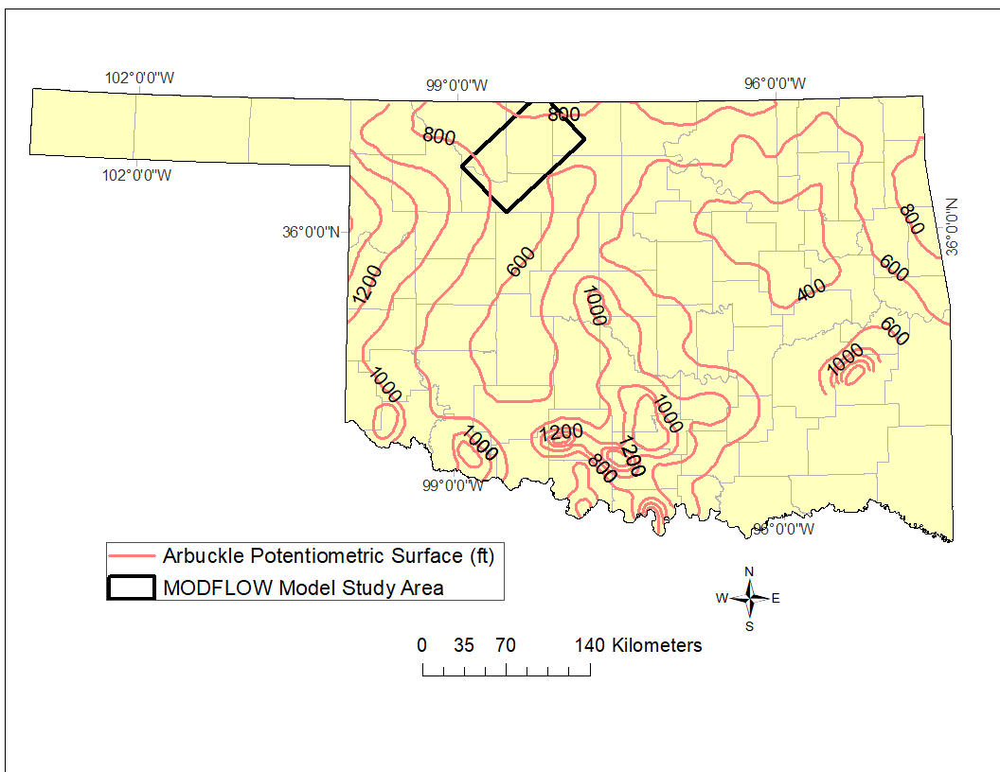 102°0'0"W
99°0'0"W
96°0'0"W
800
800
102°0'0"W
36°0'0"N
800
36°0'0"N
600
600
1200
400
1000
600
1000
1000
1000
1200
1000
1200
800
99°0'0"W
96°0'0"W
Arbuckle Potentiometric Surface (ft)
MODFLOW Model Study Area
N
W E
S
0 35 70 140 Kilometers